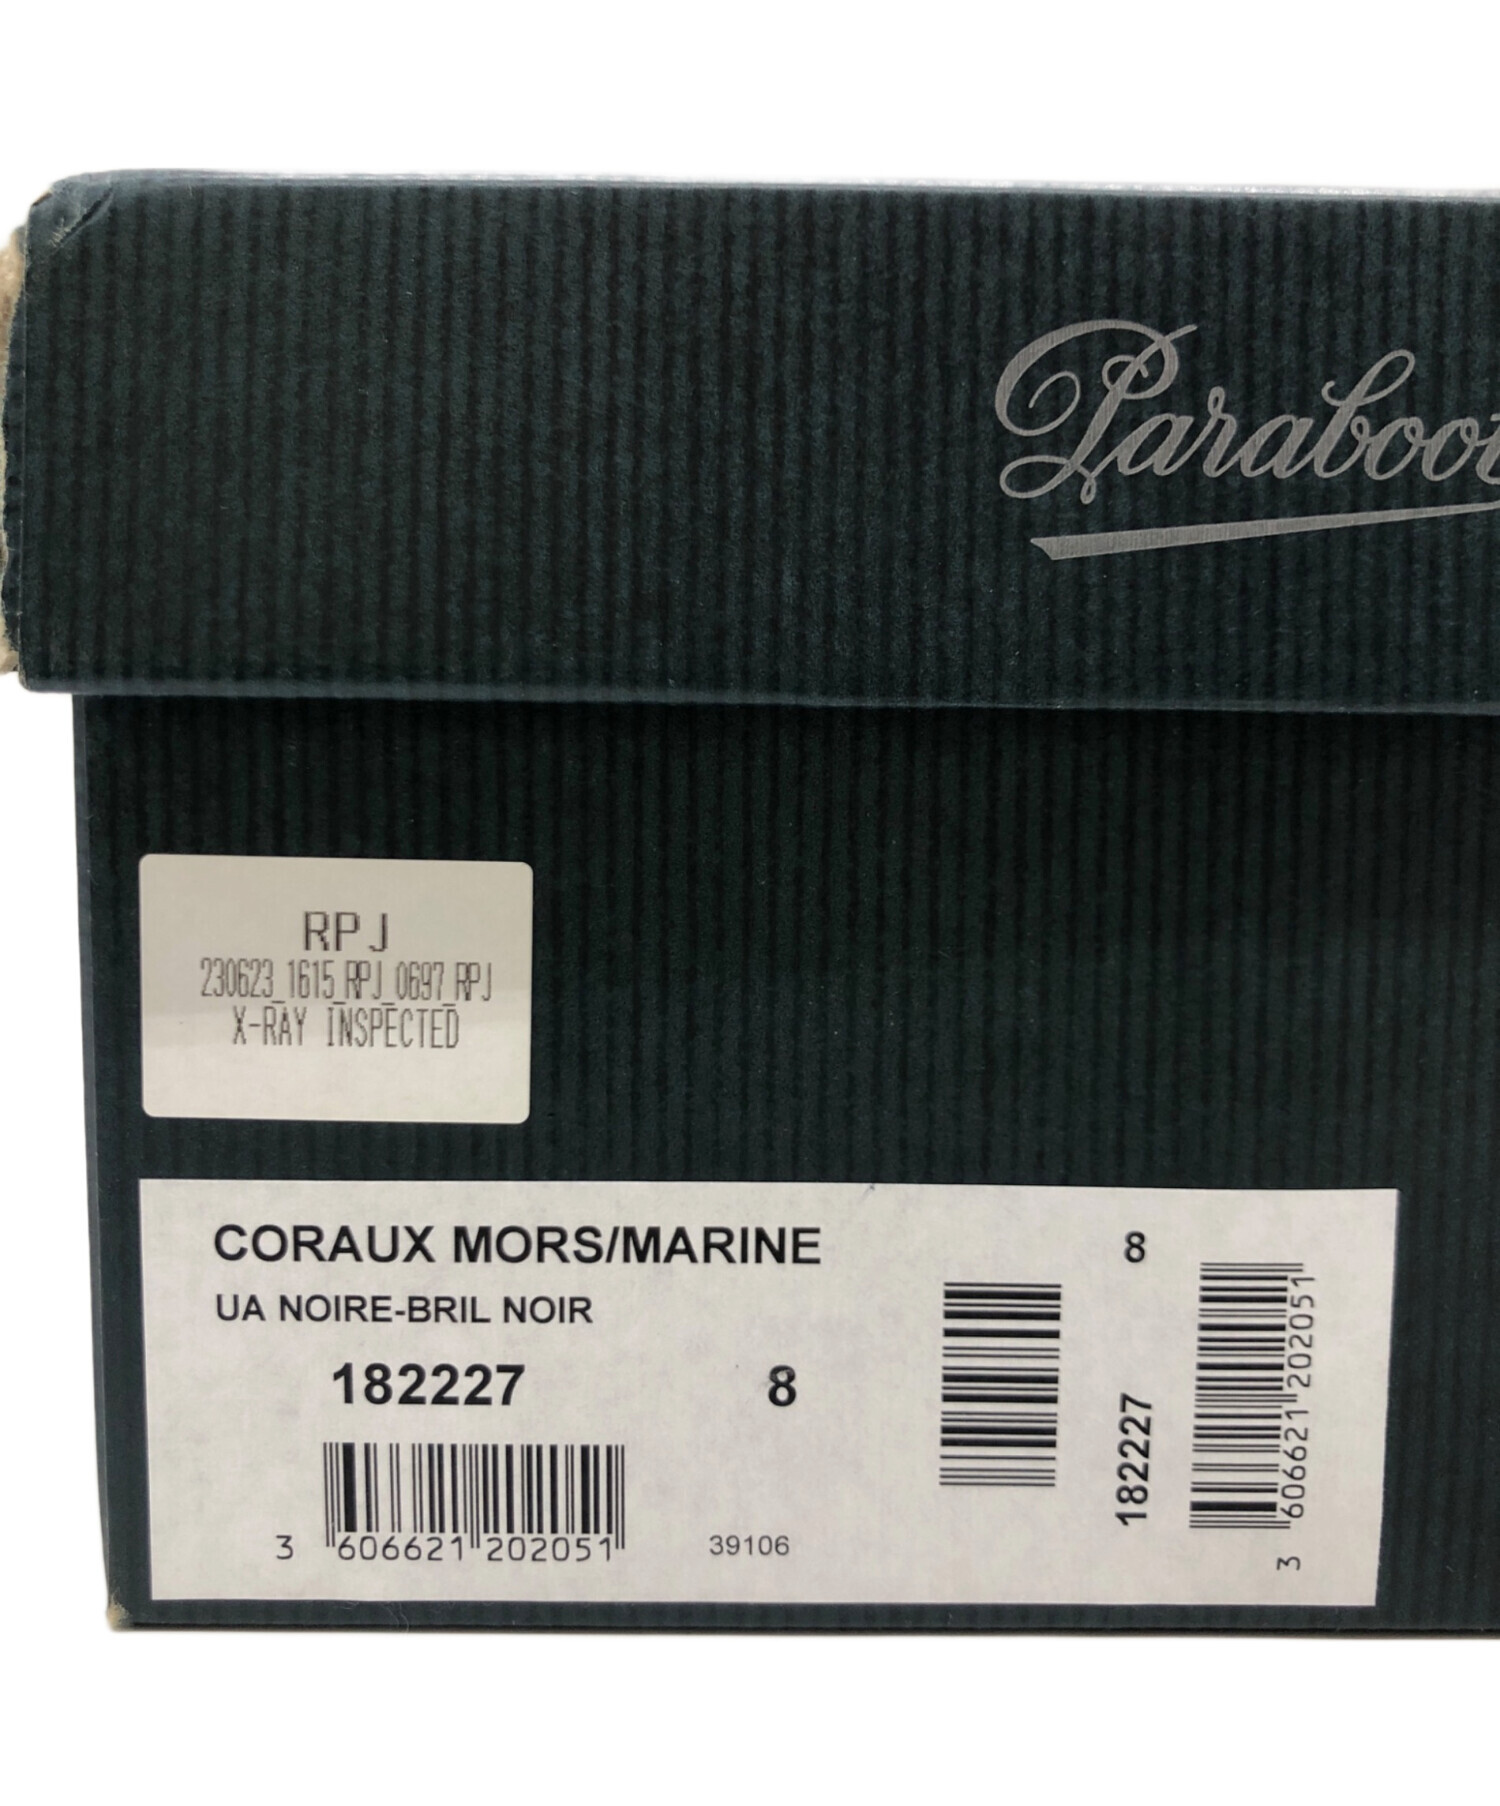 Paraboot
RPJ
230623_1615_RPJ_0697_RPJ
X-RAY INSPECTED
CORAUX MORS/MARINE
8
UA NOIRE-BRIL NOIR
182227
8
3 606621 202051
39106
182227
3 606621 202051